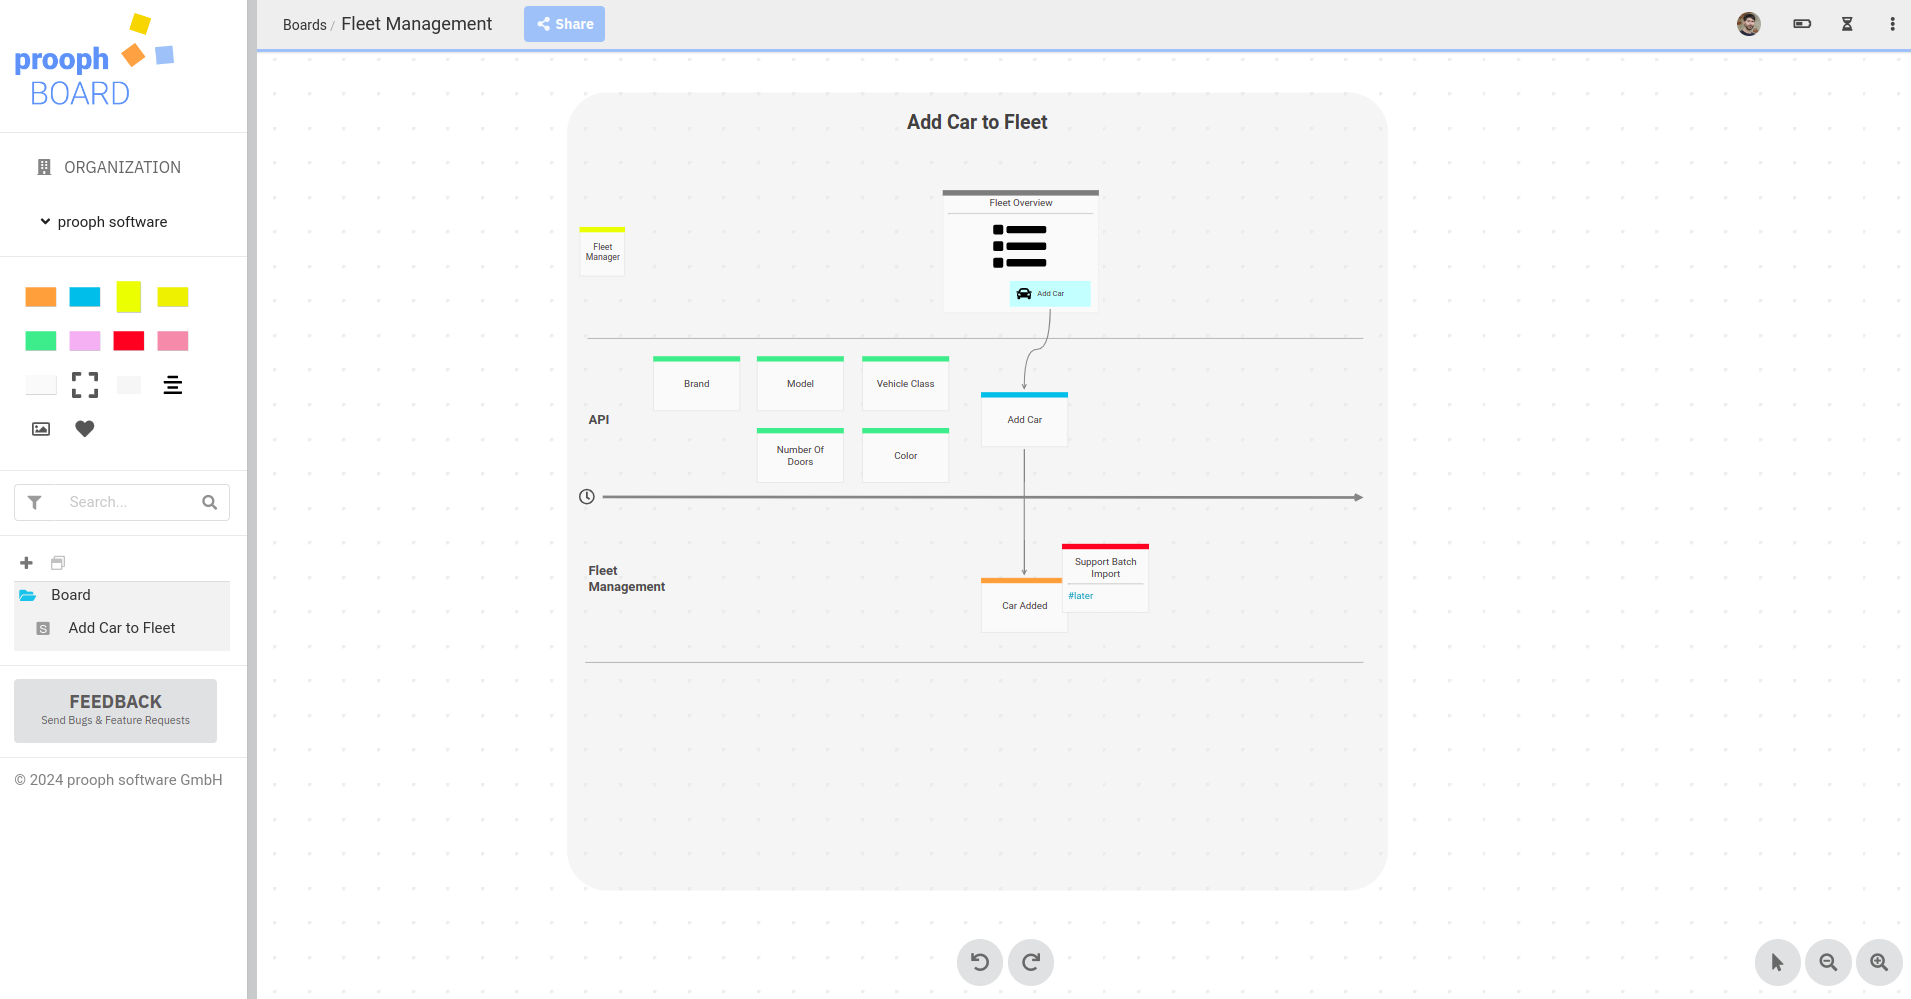 prooph
BOARD
ORGANIZATION
prooph software
Search...
Board
S
Add Car to Fleet
FEEDBACK
Send Bugs & Feature Requests
© 2024 prooph software GmbH
Boards / Fleet Management
Share
Add Car to Fleet
Fleet Overview
Fleet
Manager
Add Car
Brand
Model
Vehicle Class
API
Add Car
Number Of
Doors
Color
Fleet
Management
Support Batch
Import
#later
Car Added